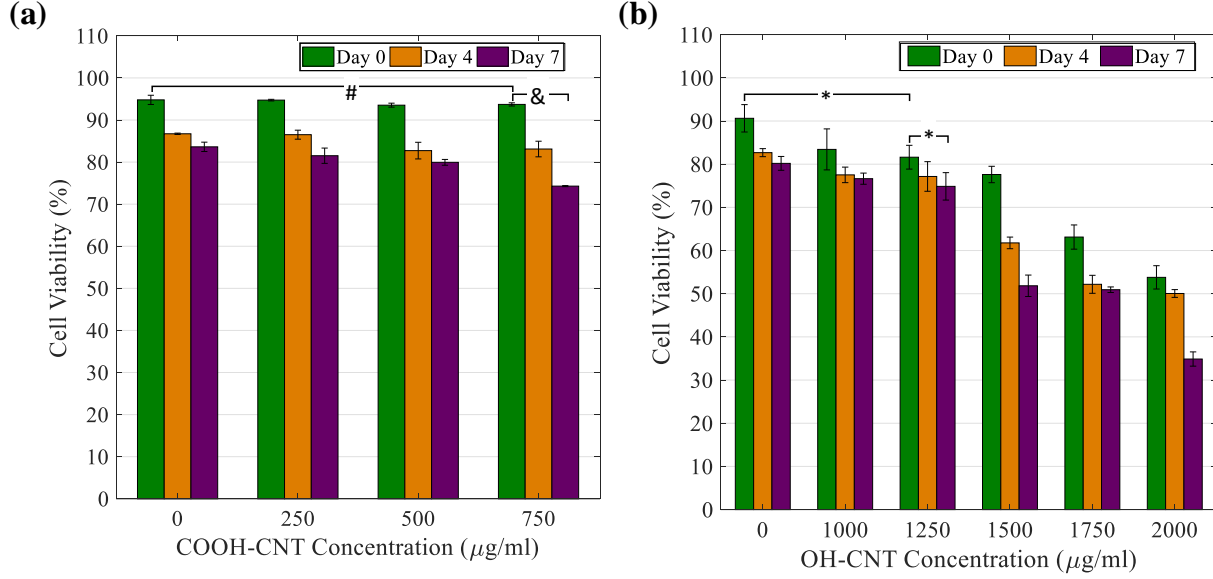 (a)
110
100
90
80
70
60
50
40
30
20
10
0
Cell Viability (%)
Day 0 Day 4 Day 7
#
&
0 250 500 750
COOH-CNT Concentration (μg/ml)
(b)
110
100
90
80
70
60
50
40
30
20
10
0
Cell Viability (%)
Day 0 Day 4 Day 7
*
*
0 1000 1250 1500 1750 2000
OH-CNT Concentration (μg/ml)